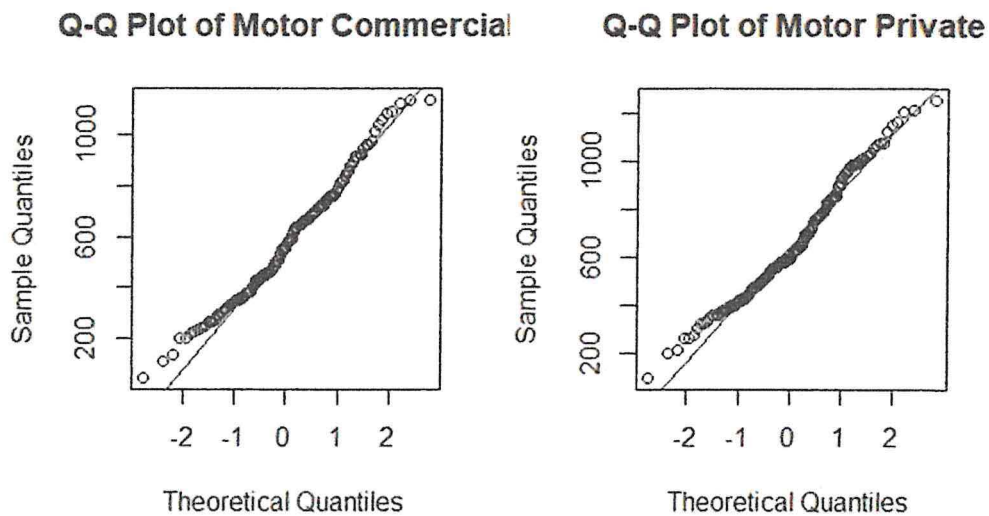 Q-Q Plot of Motor Commercial
Sample Quantiles
1000
600
200
-2 -1 0 1 2
Theoretical Quantiles
Q-Q Plot of Motor Private
Sample Quantiles
1000
600
200
-2 -1 0 1 2
Theoretical Quantiles